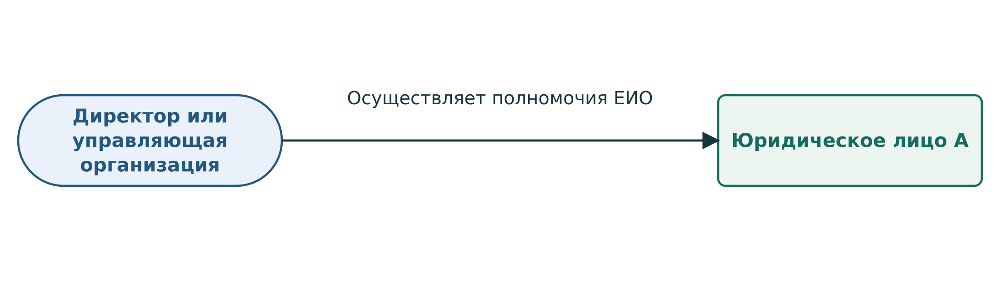 Директор или
управляющая
организация
Осуществляет полномочия ЕИО
Юридическое лицо А